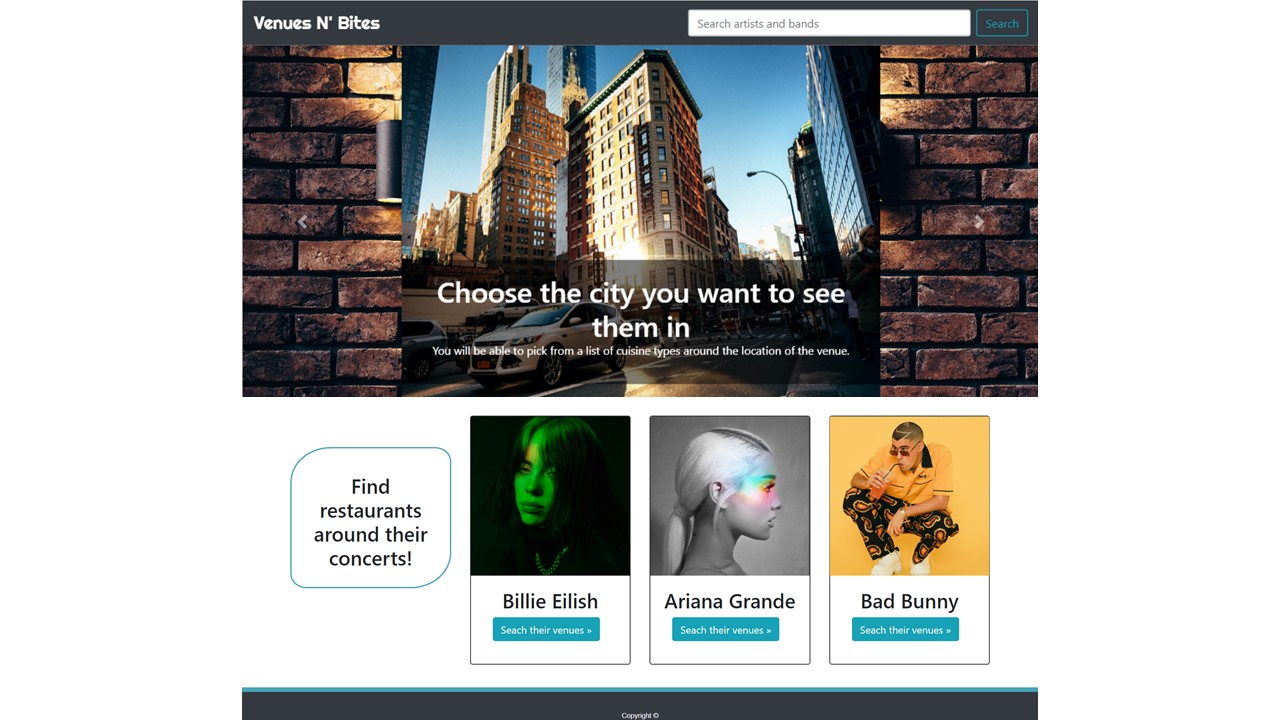 Venues N' Bites
Search artists and bands
Search
Choose the city you want to see
them in
You will be able to pick from a list of cuisine types around the location of the venue.
Find
restaurants
around their
concerts!
Billie Eilish
Seach their venues »
Ariana Grande
Seach their venues »
Bad Bunny
Seach their venues »
Copyright ©